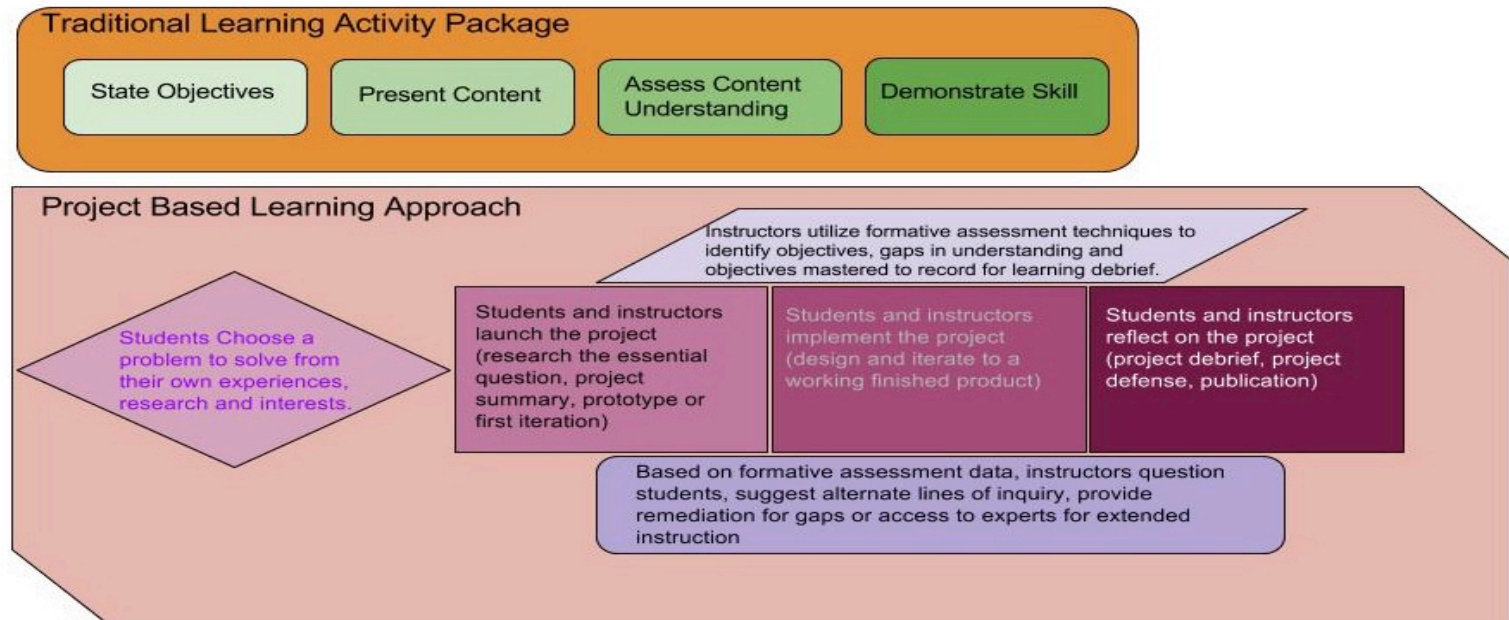 Traditional Learning Activity Package
State Objectives
Present Content
Assess Content
Understanding
Demonstrate Skill
Project Based Learning Approach
Instructors utilize formative assessment techniques to
identify objectives, gaps in understanding and
objectives mastered to record for learning debrief.
Students Choose a
problem to solve from
their own experiences,
research and interests.
Students and instructors
launch the project
(research the essential
question, project
summary, prototype or
first iteration)
Students and instructors
implement the project
(design and iterate to a
working finished product)
Students and instructors
reflect on the project
(project debrief, project
defense, publication)
Based on formative assessment data, instructors question
students, suggest alternate lines of inquiry, provide
remediation for gaps or access to experts for extended
instruction